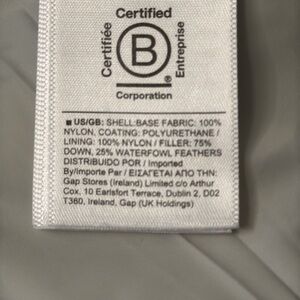 Certified
Certifiée
B
®
Entreprise
Corporation
■ US/GB: SHELL:BASE FABRIC: 100%
NYLON, COATING: POLYURETHANE /
LINING: 100% NYLON / FILLER: 75%
DOWN, 25% WATERFOWL FEATHERS
DISTRIBUIDO POR / Imported
By/Importe Par / ΕΙΣΑΓΕΤΑΙ ΑΠΟ ΤΗΝ:
Gap Stores (Ireland) Limited c/o Arthur
Cox. 10 Earlsfort Terrace, Dublin 2, D02
T380, Ireland, Gap (UK Holdings)